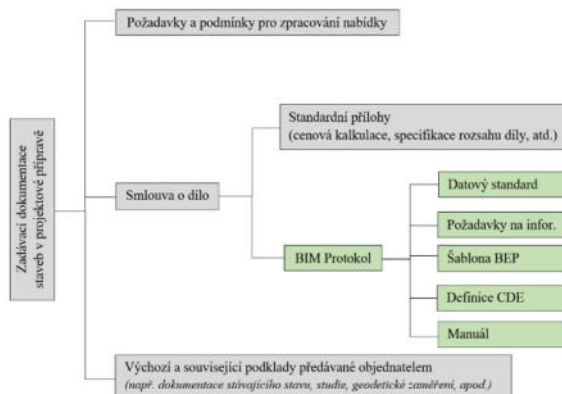 Zadávací dokumentace
staveb v projektové přípravě
Požadavky a podmínky pro zpracování nabídky
Smlouva o dílo
Standardní přílohy
(cenová kalkulace, specifikace rozsahu díly, atd.)
BIM Protokol
Datový standard
Požadavky na infor.
Šablona BEP
Definice CDE
Manuál
Výchozí a související podklady předávané objednatelem
(např. dokumentace stávajícího stavu, studie, geodetické zaměření, apod.)